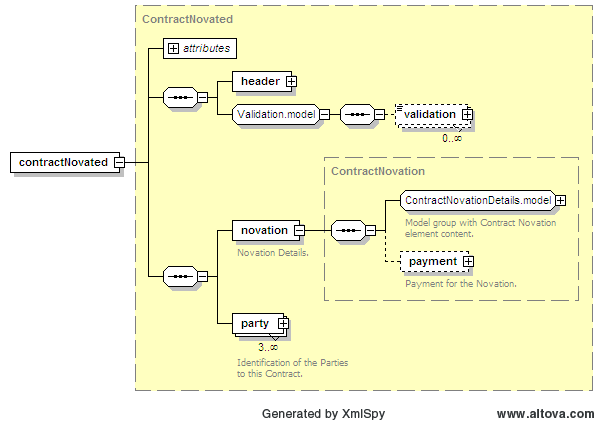 ContractNovated
attributes
header
Validation.model
validation
0..∞
contractNovated
ContractNovation
ContractNovationDetails.model
Model group with Contract Novation
element content.
novation
Novation Details.
payment
Payment for the Novation.
party
3..∞
Identification of the Parties
to this Contract.
Generated by XmlSpy
www.altova.com